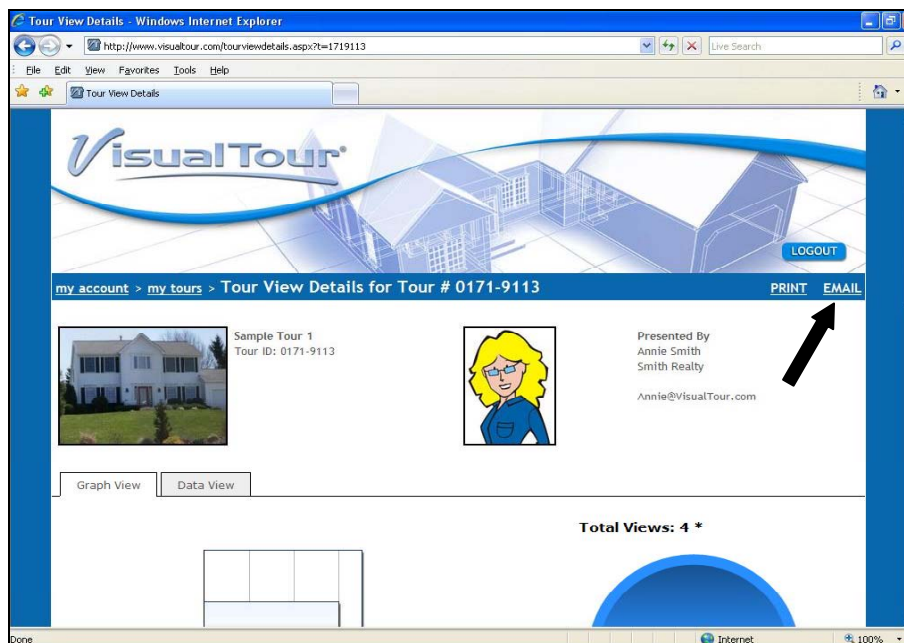 Tour View Details - Windows Internet Explorer
http://www.visualtour.com/tourviewdetails.aspx?t=1719113
Live Search
File Edit View Favorites Tools Help
Tour View Details
VisualTour
LOGOUT
my account > my tours > Tour View Details for Tour # 0171-9113 PRINT EMAIL
Sample Tour 1
Tour ID: 0171-9113
Presented By
Annie Smith
Smith Realty
Annie@VisualTour.com
Graph View Data View
Total Views: 4 *
Done Internet 100%